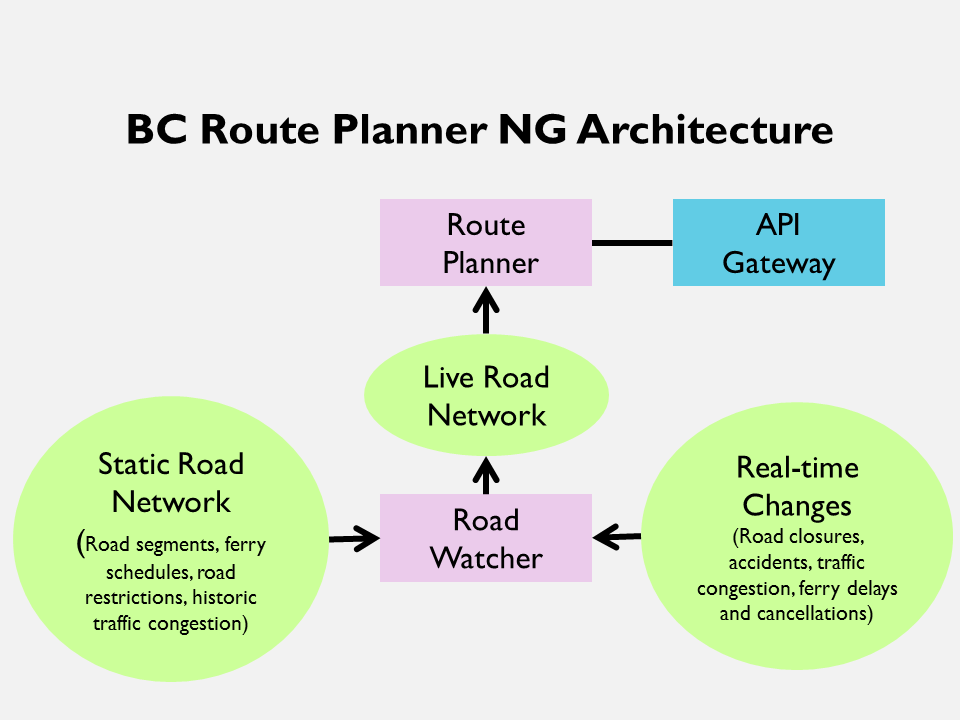 BC Route Planner NG Architecture
Route
Planner
API
Gateway
Live Road
Network
Static Road
Network
(Road segments, ferry
schedules, road
restrictions, historic
traffic congestion)
Road
Watcher
Real-time
Changes
(Road closures,
accidents, traffic
congestion, ferry delays
and cancellations)